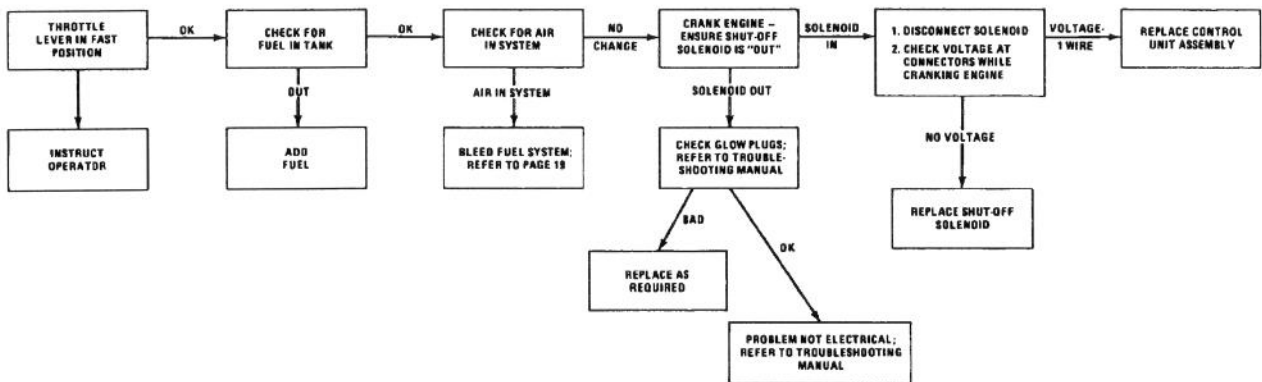 THROTTLE
LEVER IN FAST
POSITION
OK
CHECK FOR
FUEL IN TANK
OK
CHECK FOR AIR
IN SYSTEM
NO
CHANGE
CRANK ENGINE –
ENSURE SHUT-OFF
SOLENOID IS "OUT"
SOLENOID
IN
1. DISCONNECT SOLENOID
2. CHECK VOLTAGE AT
CONNECTORS WHILE
CRANKING ENGINE
VOLTAGE-
1 WIRE
REPLACE CONTROL
UNIT ASSEMBLY
OUT
AIR IN SYSTEM
SOLENOID OUT
NO VOLTAGE
INSTRUCT
OPERATOR
ADD
FUEL
BLEED FUEL SYSTEM;
REFER TO PAGE 19
CHECK GLOW PLUGS;
REFER TO TROUBLE-
SHOOTING MANUAL
REPLACE SHUT-OFF
SOLENOID
BAD
OK
REPLACE AS
REQUIRED
PROBLEM NOT ELECTRICAL;
REFER TO TROUBLESHOOTING
MANUAL